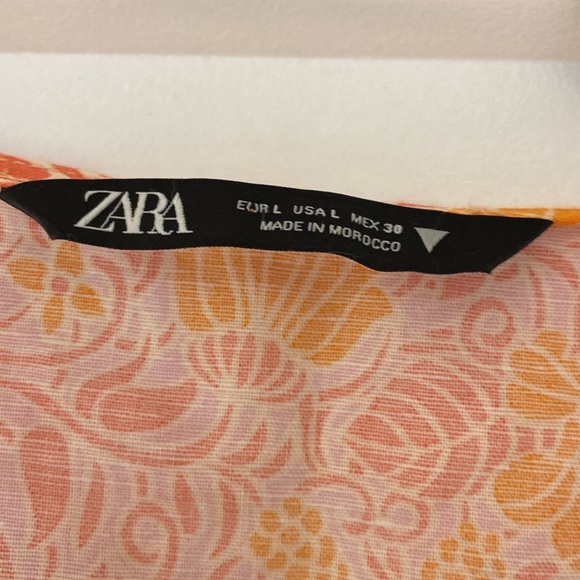 ZARA
EUR L USA L MEX 30
MADE IN MOROCCO